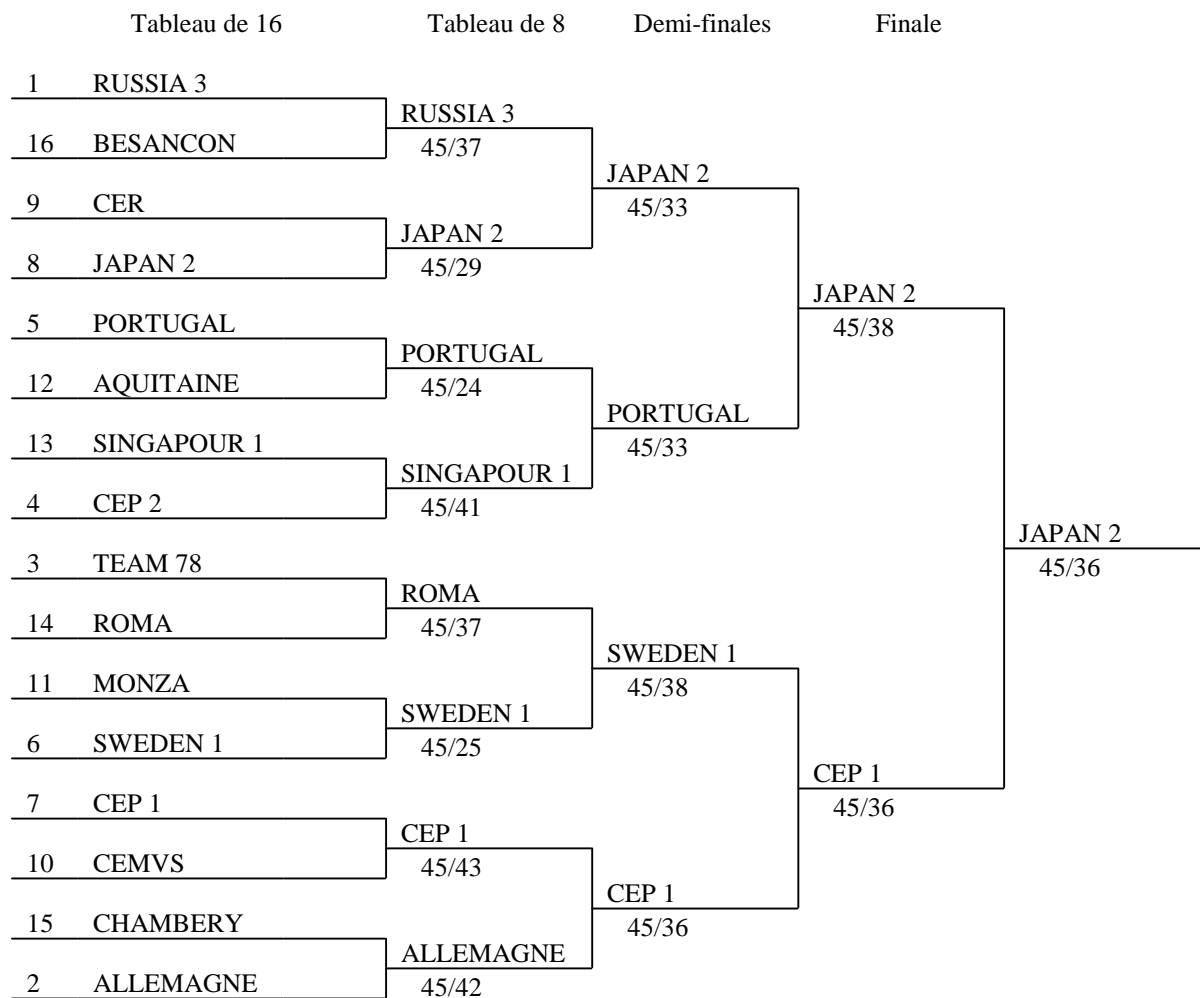 Tableau de 16 Tableau de 8 Demi-finales Finale
1 RUSSIA 3
RUSSIA 3
16 BESANCON
45/37
JAPAN 2
9 CER
45/33
JAPAN 2
8 JAPAN 2
45/29
JAPAN 2
5 PORTUGAL
45/38
PORTUGAL
12 AQUITAINE
45/24
PORTUGAL
13 SINGAPOUR 1
45/33
SINGAPOUR 1
4 CEP 2
45/41
JAPAN 2
3 TEAM 78
45/36
ROMA
14 ROMA
45/37
SWEDEN 1
11 MONZA
45/38
SWEDEN 1
6 SWEDEN 1
45/25
CEP 1
7 CEP 1
45/36
CEP 1
10 CEMVS
45/43
CEP 1
15 CHAMBERY
45/36
ALLEMAGNE
2 ALLEMAGNE
45/42